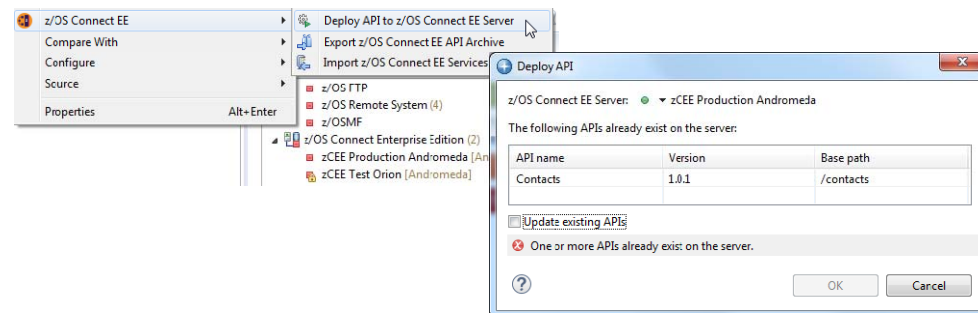 z/OS Connect EE
Compare With
Configure
Source
Properties Alt+Enter
Deploy API to z/OS Connect EE Server
Export z/OS Connect EE API Archive
Import z/OS Connect EE Services
z/OS FTP
z/OS Remote System (4)
z/OSMF
z/OS Connect Enterprise Edition (2)
zCEE Production Andromeda [An
zCEE Test Orion [Andromeda]
Deploy API
z/OS Connect EE Server: zCEE Production Andromeda
The following APIs already exist on the server:
API name Version Base path
Contacts 1.0.1 /contacts
Update existing APIs
One or more APIs already exist on the server.
OK Cancel